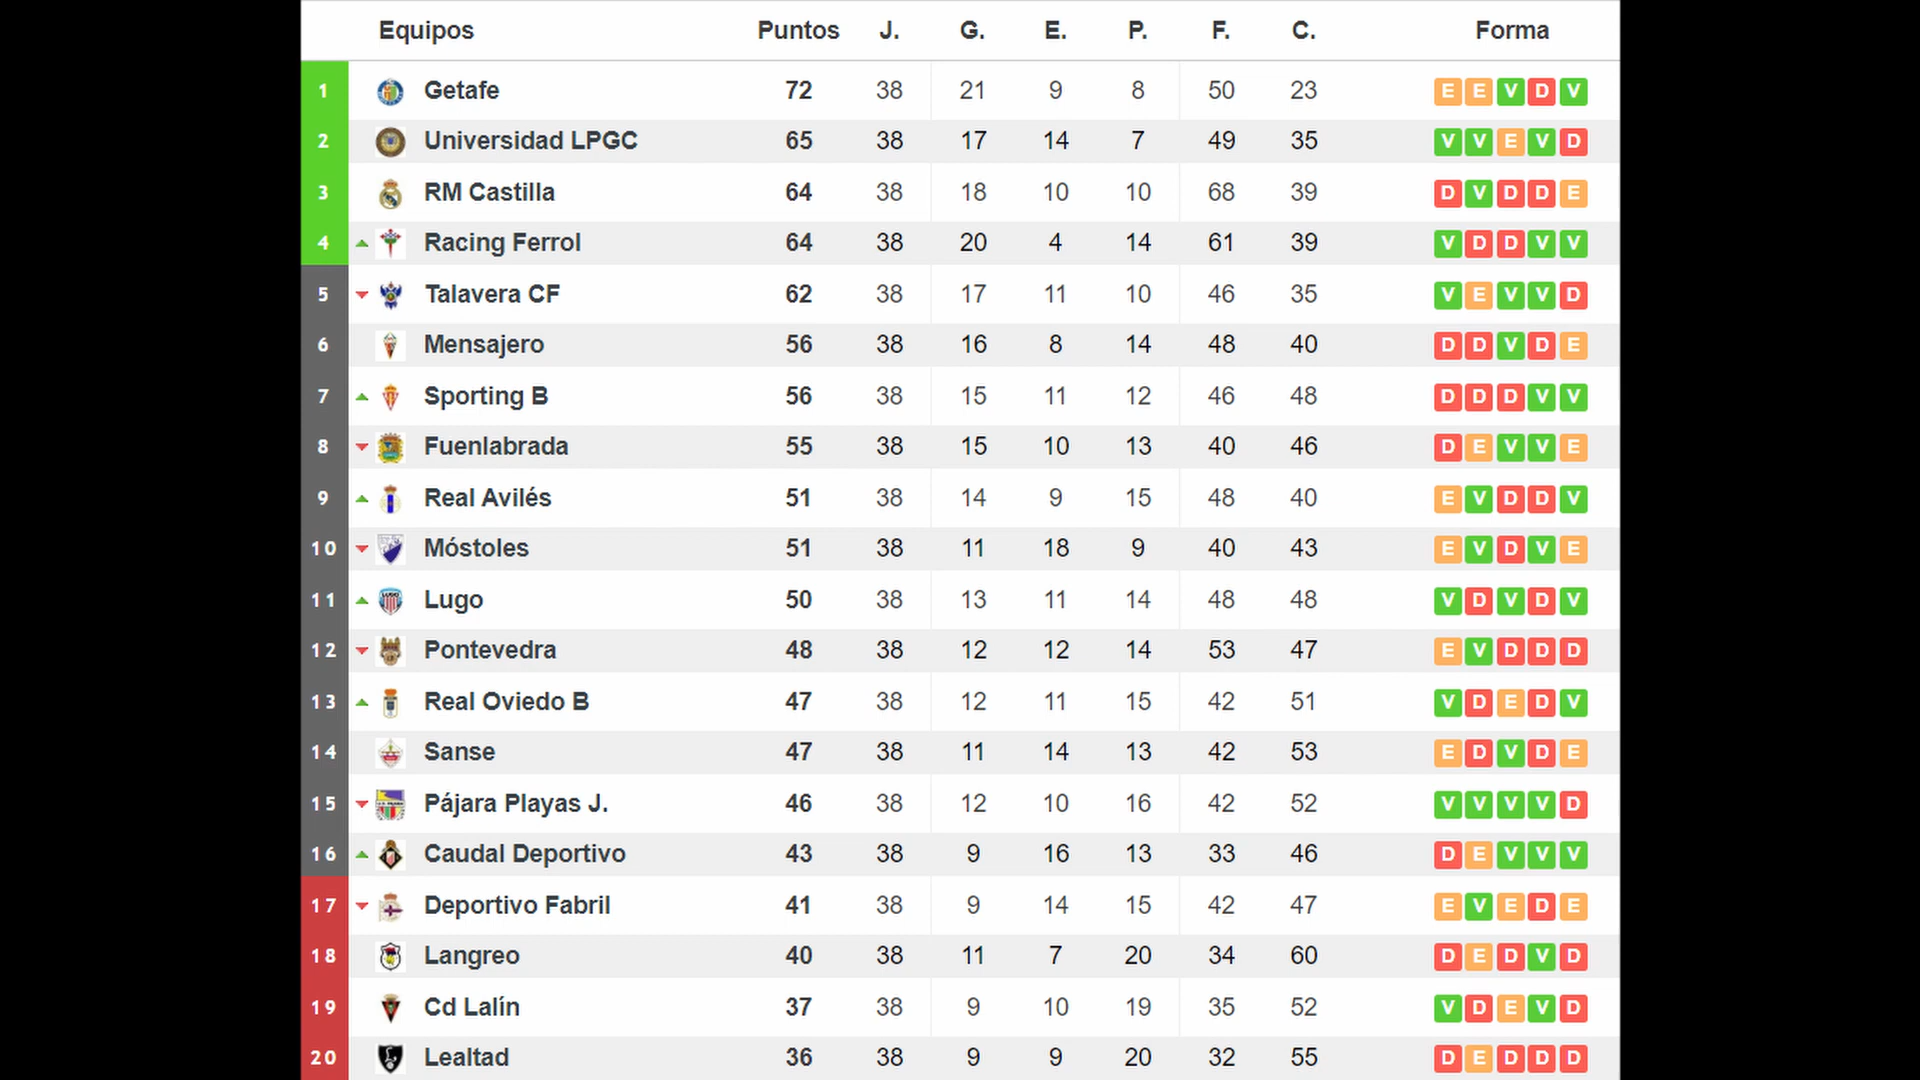 Equipos Puntos J. G. E. P. F. C. Forma
1 Getafe 72 38 21 9 8 50 23 E E V D V
2 Universidad LPGC 65 38 17 14 7 49 35 V V E V D
3 RM Castilla 64 38 18 10 10 68 39 D V D D E
4 Racing Ferrol 64 38 20 4 14 61 39 V D D V V
5 Talavera CF 62 38 17 11 10 46 35 V E V V D
6 Mensajero 56 38 16 8 14 48 40 D D V D E
7 Sporting B 56 38 15 11 12 46 48 D D D V V
8 Fuenlabrada 55 38 15 10 13 40 46 D E V V E
9 Real Avilés 51 38 14 9 15 48 40 E V D D V
10 Móstoles 51 38 11 18 9 40 43 E V D V E
11 Lugo 50 38 13 11 14 48 48 V D V D V
12 Pontevedra 48 38 12 12 14 53 47 E V D D D
13 Real Oviedo B 47 38 12 11 15 42 51 V D E D V
14 Sanse 47 38 11 14 13 42 53 E D V D E
15 Pájara Playas J. 46 38 12 10 16 42 52 V V V V D
16 Caudal Deportivo 43 38 9 16 13 33 46 D E V V V
17 Deportivo Fabril 41 38 9 14 15 42 47 E V E D E
18 Langreo 40 38 11 7 20 34 60 D E D V D
19 Cd Lalín 37 38 9 10 19 35 52 V D E V D
20 Lealtad 36 38 9 9 20 32 55 D E D D D